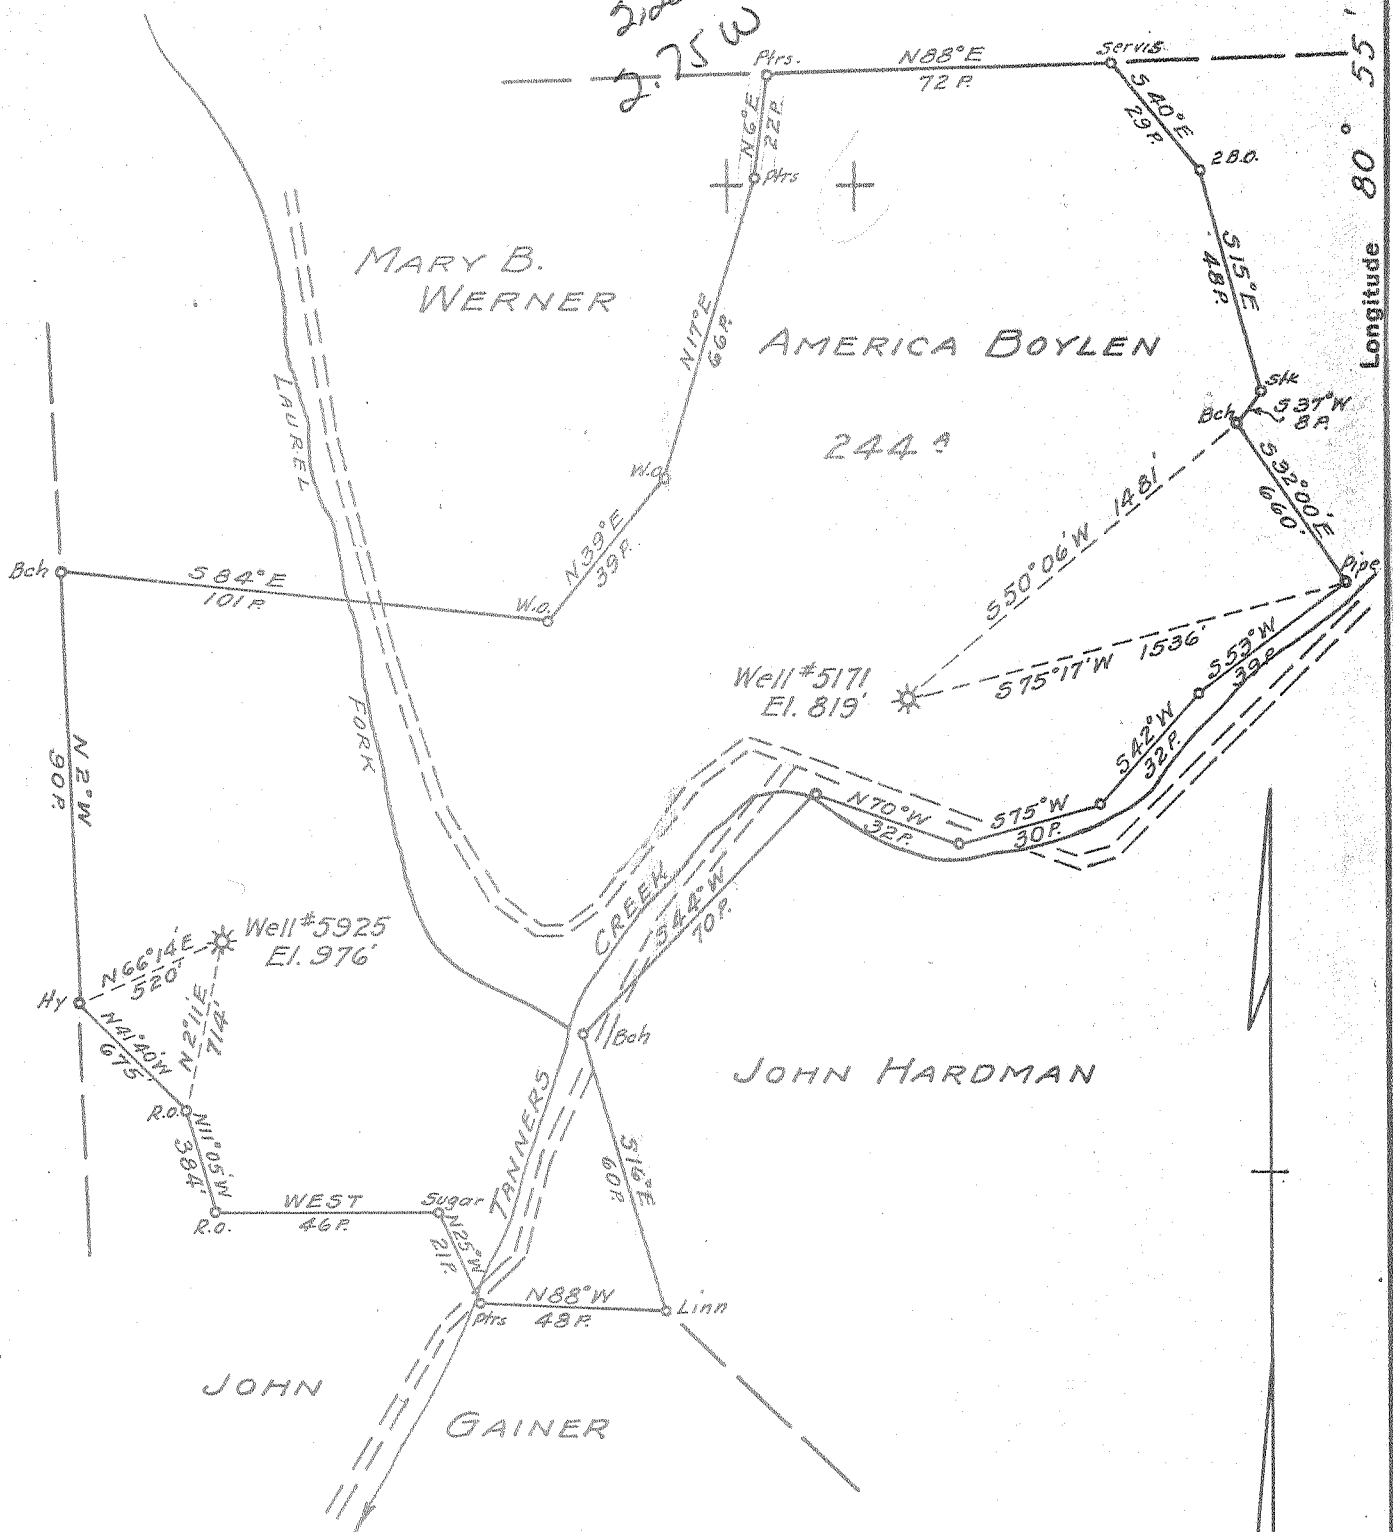 2.75 W
Longitude 80° 55'
Ptrs.
N88°E
72 P.
Servis
S40°E
29P.
2 B.O.
N6°E
22P.
Ptrs
S15°E
48P.
MARY B.
WERNER
N17°E
66P.
AMERICA BOYLEN
244 A
Stk
S37°W
8P.
Bch
S32°00'E
660'
Pipe
LAUREL
FORK
W.O.
N39°E
39P.
W.O.
Bch
S84°E
101 P.
S50°06'W 1481'
S75°17'W 1536'
Well #5171
El. 819'
S53°W
39P.
S42°W
32P.
S75°W
30P.
N70°W
32P.
N2°W
90P.
CREEK
S44°W
70P.
Well #5925
El. 976'
N66°14'E
520'
Hy
N2°11'E
714'
N41°40'W
675'
R.O.
N11°05'W
384'
R.O.
WEST
46P.
Sugar
N25°W
21P.
TANNERS
Bch
S16°E
60P.
JOHN HARDMAN
Ptrs
N88°W
48P.
Linn
JOHN
GAINER